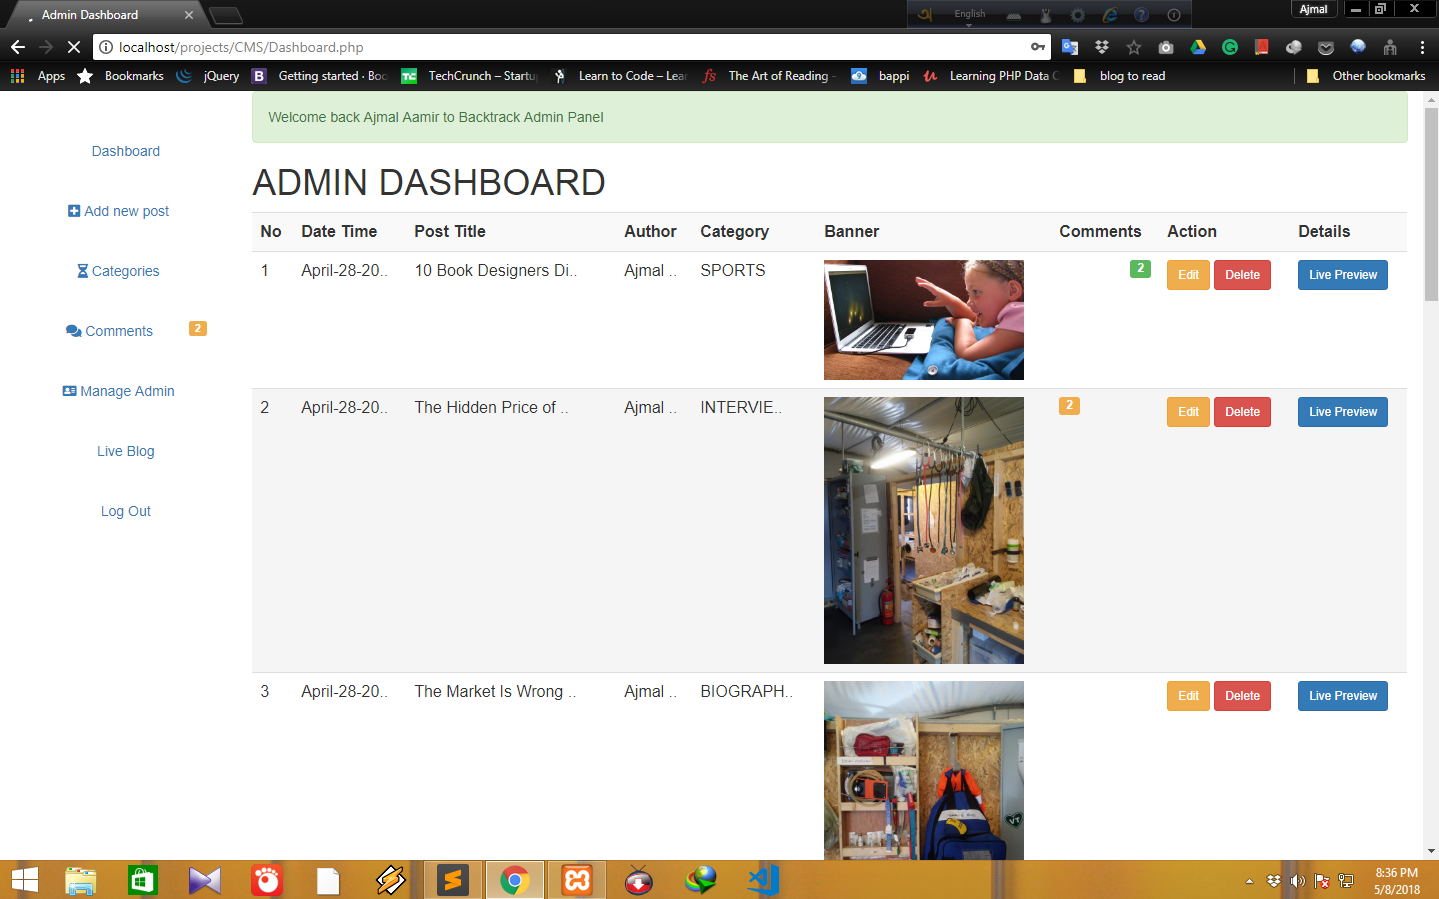 Admin Dashboard
English
Ajmal
localhost/projects/CMS/Dashboard.php
Apps
Bookmarks
jQuery
Getting started · Boo
TechCrunch – Startup
Learn to Code – Lear
The Art of Reading -
bappi
Learning PHP Data O
blog to read
Other bookmarks
Welcome back Ajmal Aamir to Backtrack Admin Panel
Dashboard
Add new post
Categories
Comments 2
Manage Admin
Live Blog
Log Out
ADMIN DASHBOARD
No Date Time Post Title Author Category Banner Comments Action Details
1 April-28-20.. 10 Book Designers Di.. Ajmal .. SPORTS 2 Edit Delete Live Preview
2 April-28-20.. The Hidden Price of .. Ajmal .. INTERVIE.. 2 Edit Delete Live Preview
3 April-28-20.. The Market Is Wrong .. Ajmal .. BIOGRAPH.. Edit Delete Live Preview
VT
8:36 PM
5/8/2018